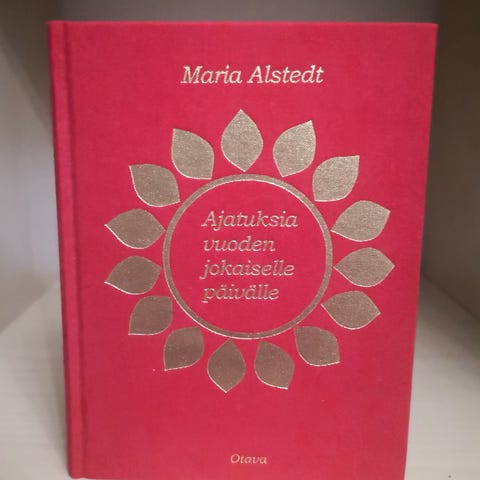 Maria Alstedt
Ajatuksia
vuoden
jokaiselle
päivälle
Otava